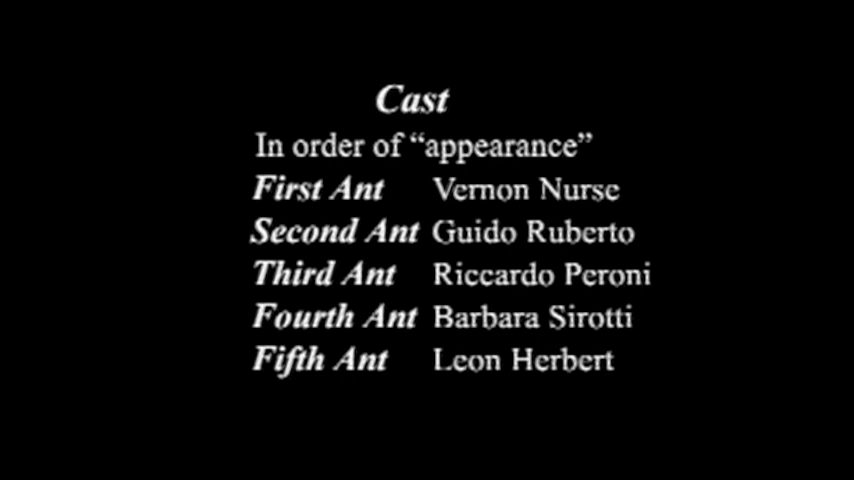 Cast
In order of “appearance”
First Ant Vernon Nurse
Second Ant Guido Ruberto
Third Ant Riccardo Peroni
Fourth Ant Barbara Sirotti
Fifth Ant Leon Herbert